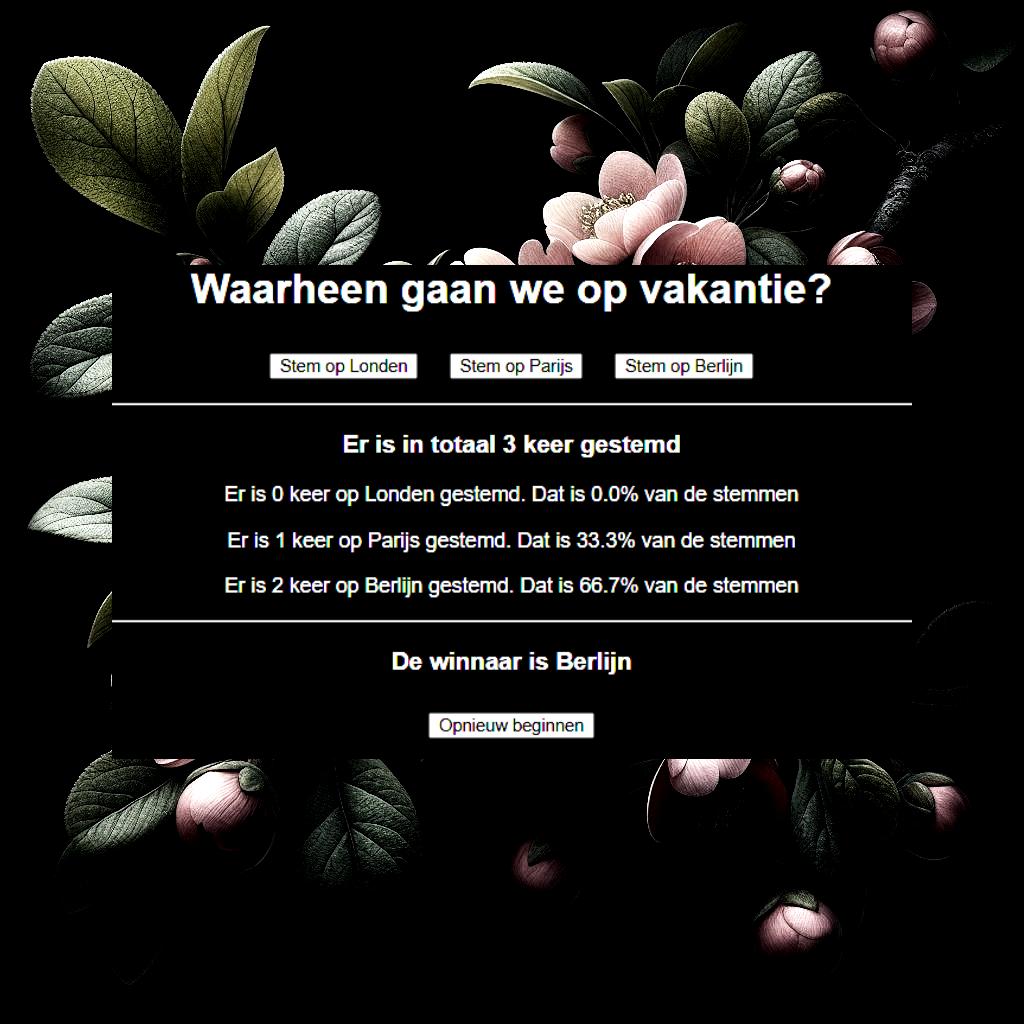 Waarheen gaan we op vakantie?
Stem op Londen Stem op Parijs Stem op Berlijn
Er is in totaal 3 keer gestemd
Er is 0 keer op Londen gestemd. Dat is 0.0% van de stemmen
Er is 1 keer op Parijs gestemd. Dat is 33.3% van de stemmen
Er is 2 keer op Berlijn gestemd. Dat is 66.7% van de stemmen
De winnaar is Berlijn
Opnieuw beginnen